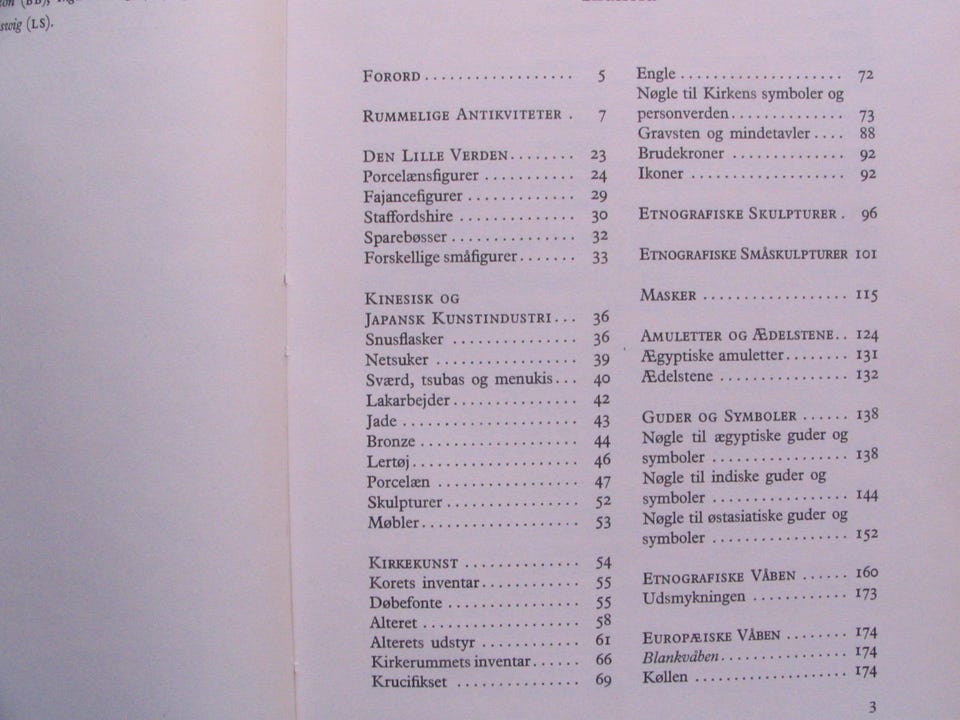 (BB),
(LS).
FORORD .................. 5
RUMMELIGE ANTIKVITETER . 7
DEN LILLE VERDEN........ 23
Porcelænsfigurer ........... 24
Fajancefigurer ............. 29
Staffordshire .............. 30
Sparebøsser ............... 32
Forskellige småfigurer....... 33
KINESISK OG
JAPANSK KUNSTINDUSTRI... 36
Snusflasker ............... 36
Netsuker .................. 39
Sværd, tsubas og menukis... 40
Lakarbejder ............... 42
Jade ..................... 43
Bronze .................... 44
Lertøj..................... 46
Porcelæn ................. 47
Skulpturer ................ 52
Møbler................... 53
KIRKEKUNST .............. 54
Korets inventar............ 55
Døbefonte ................ 55
Alteret ................... 58
Alterets udstyr ............ 61
Kirkerummets inventar...... 66
Krucifikset ............... 69
Engle .................... 72
Nøgle til Kirkens symboler og
personverden.............. 73
Gravsten og mindetavler .... 88
Brudekroner .............. 92
Ikoner ................... 92
ETNOGRAFISKE SKULPTURER . 96
ETNOGRAFISKE SMÅSKULPTURER 101
MASKER .................. 115
AMULETTER OG ÆDELSTENE.. 124
Ægyptiske amuletter........ 131
Ædelstene ................ 132
GUDER OG SYMBOLER ...... 138
Nøgle til ægyptiske guder og
symboler ................. 138
Nøgle til indiske guder og
symboler ................. 144
Nøgle til østasiatiske guder og
symboler ................. 152
ETNOGRAFISKE VÅBEN ...... 160
Udsmykningen ............ 173
EUROPÆISKE VÅBEN ........ 174
Blankvåben................ 174
Køllen ................... 174
3